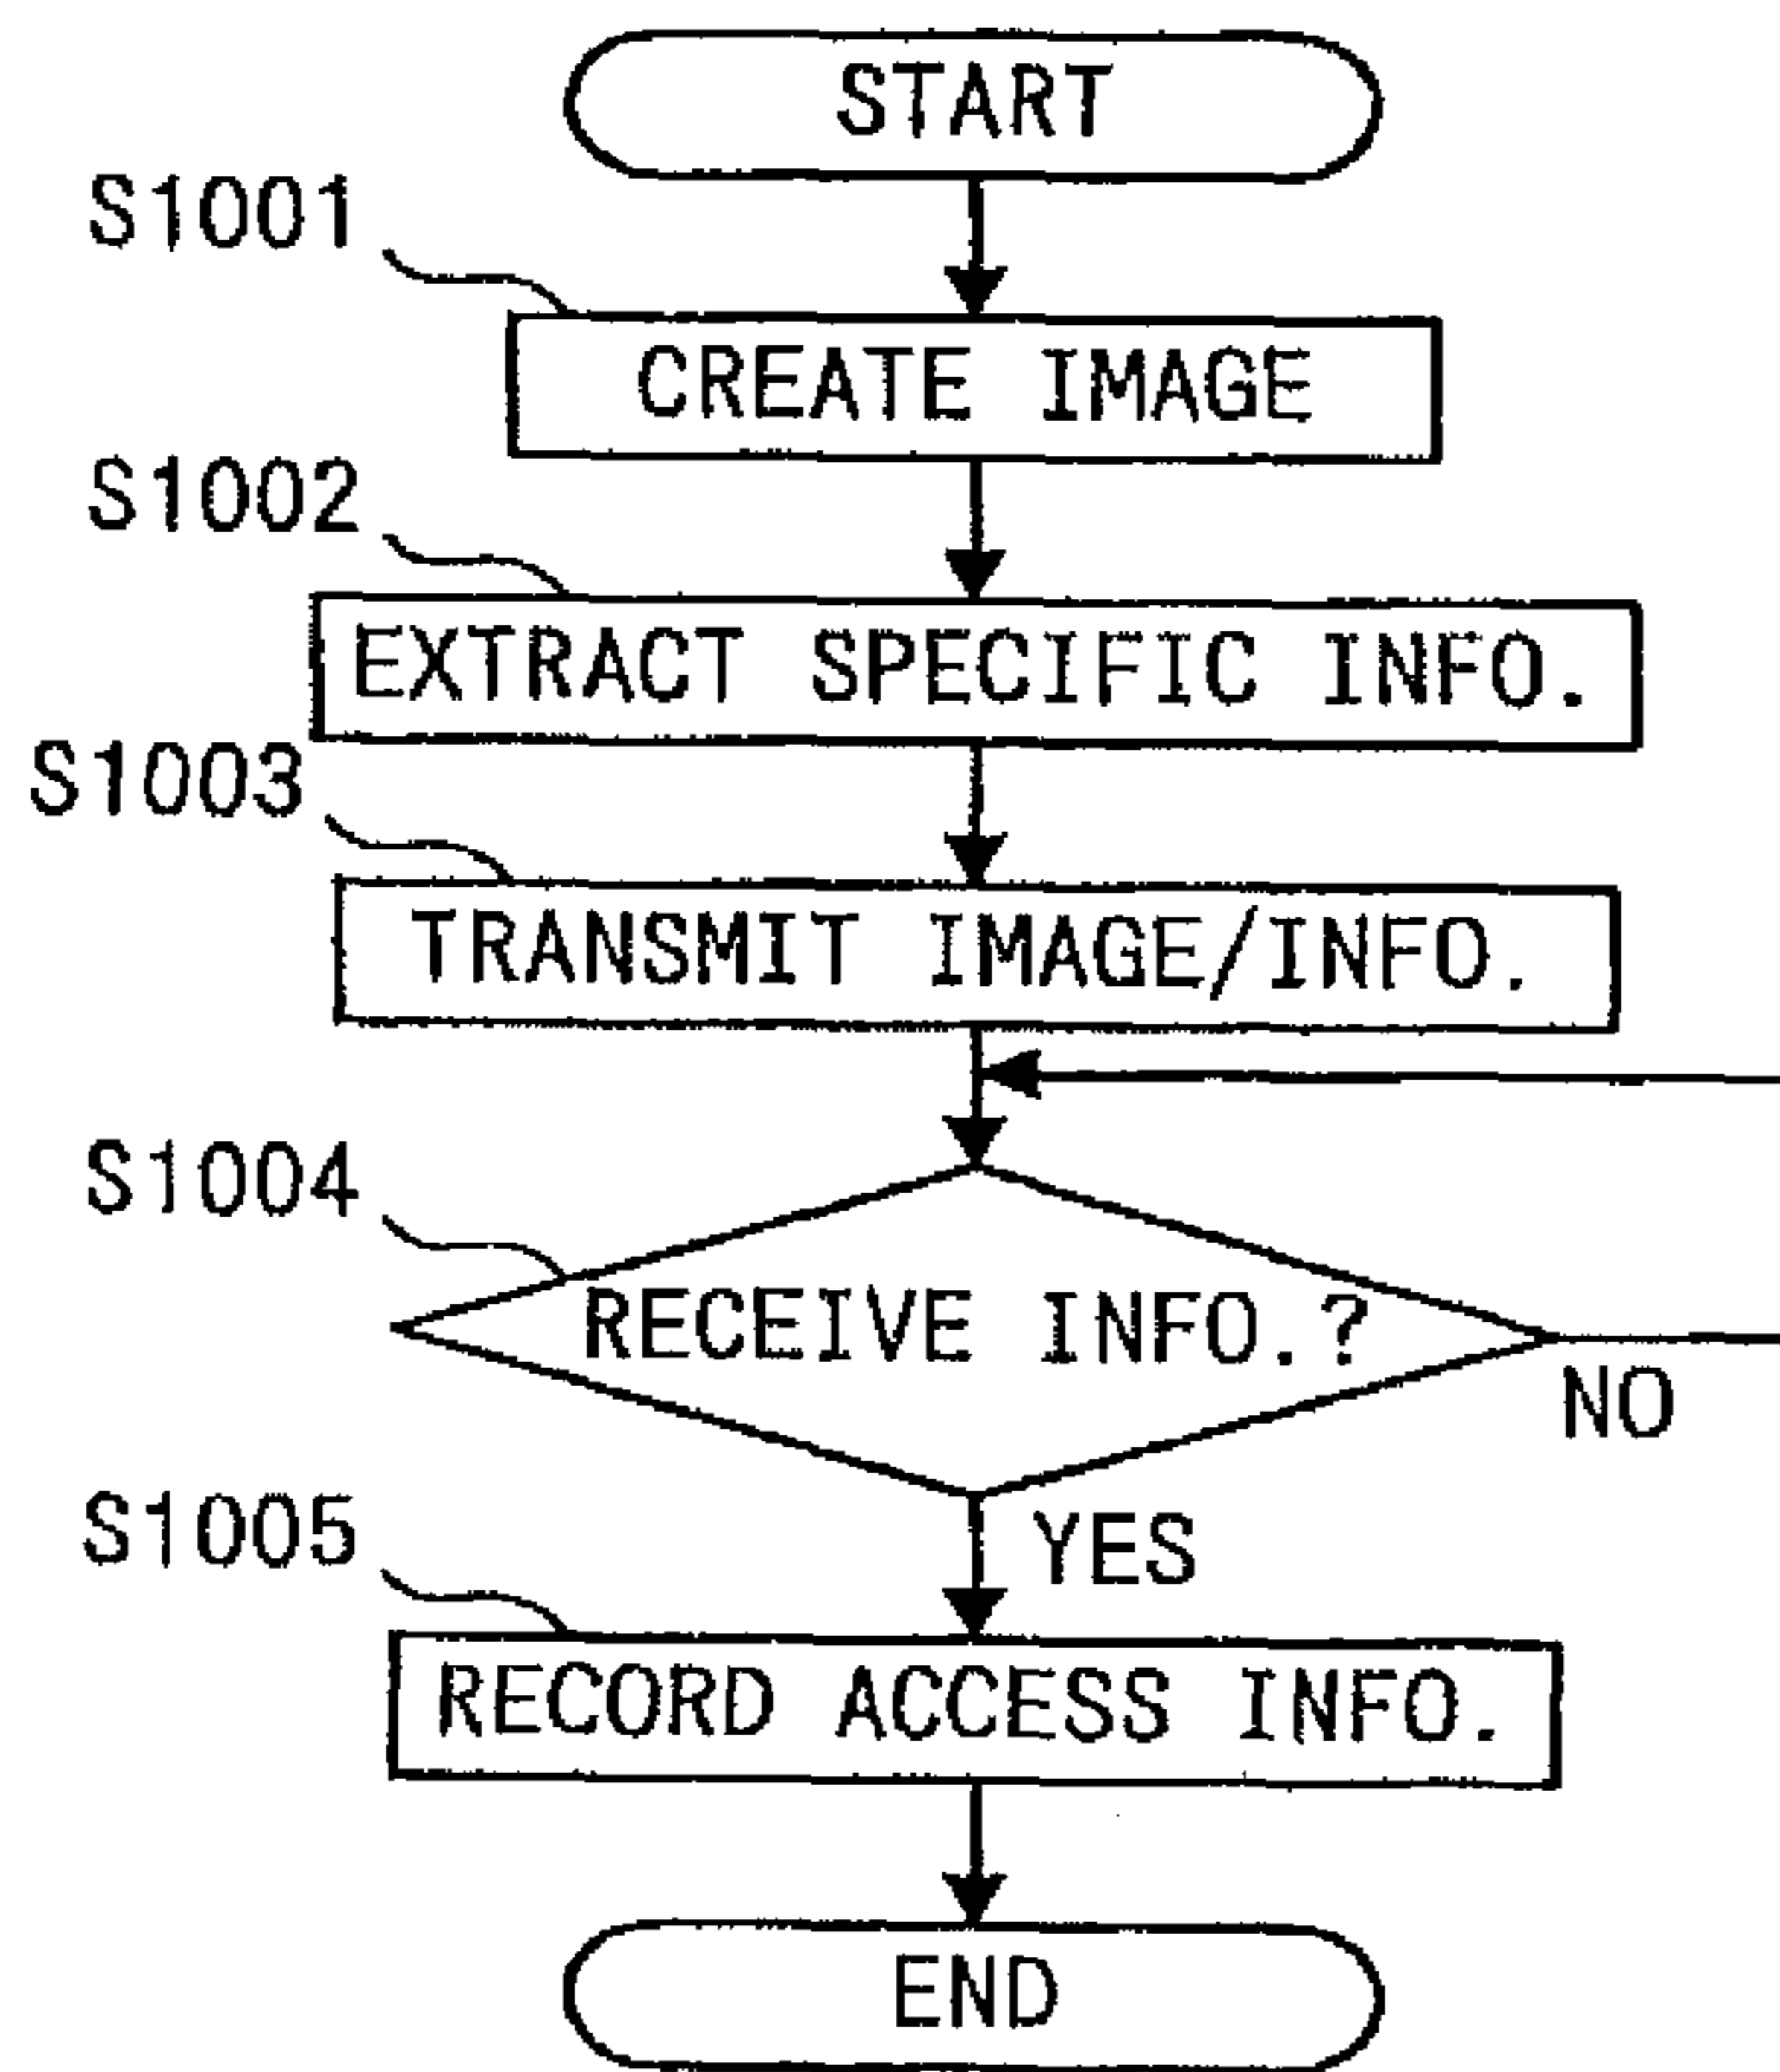 START
S1001
CREATE IMAGE
S1002
EXTRACT SPECIFIC INFO.
S1003
TRANSMIT IMAGE/INFO.
S1004
RECEIVE INFO.?
NO
YES
S1005
RECORD ACCESS INFO.
END